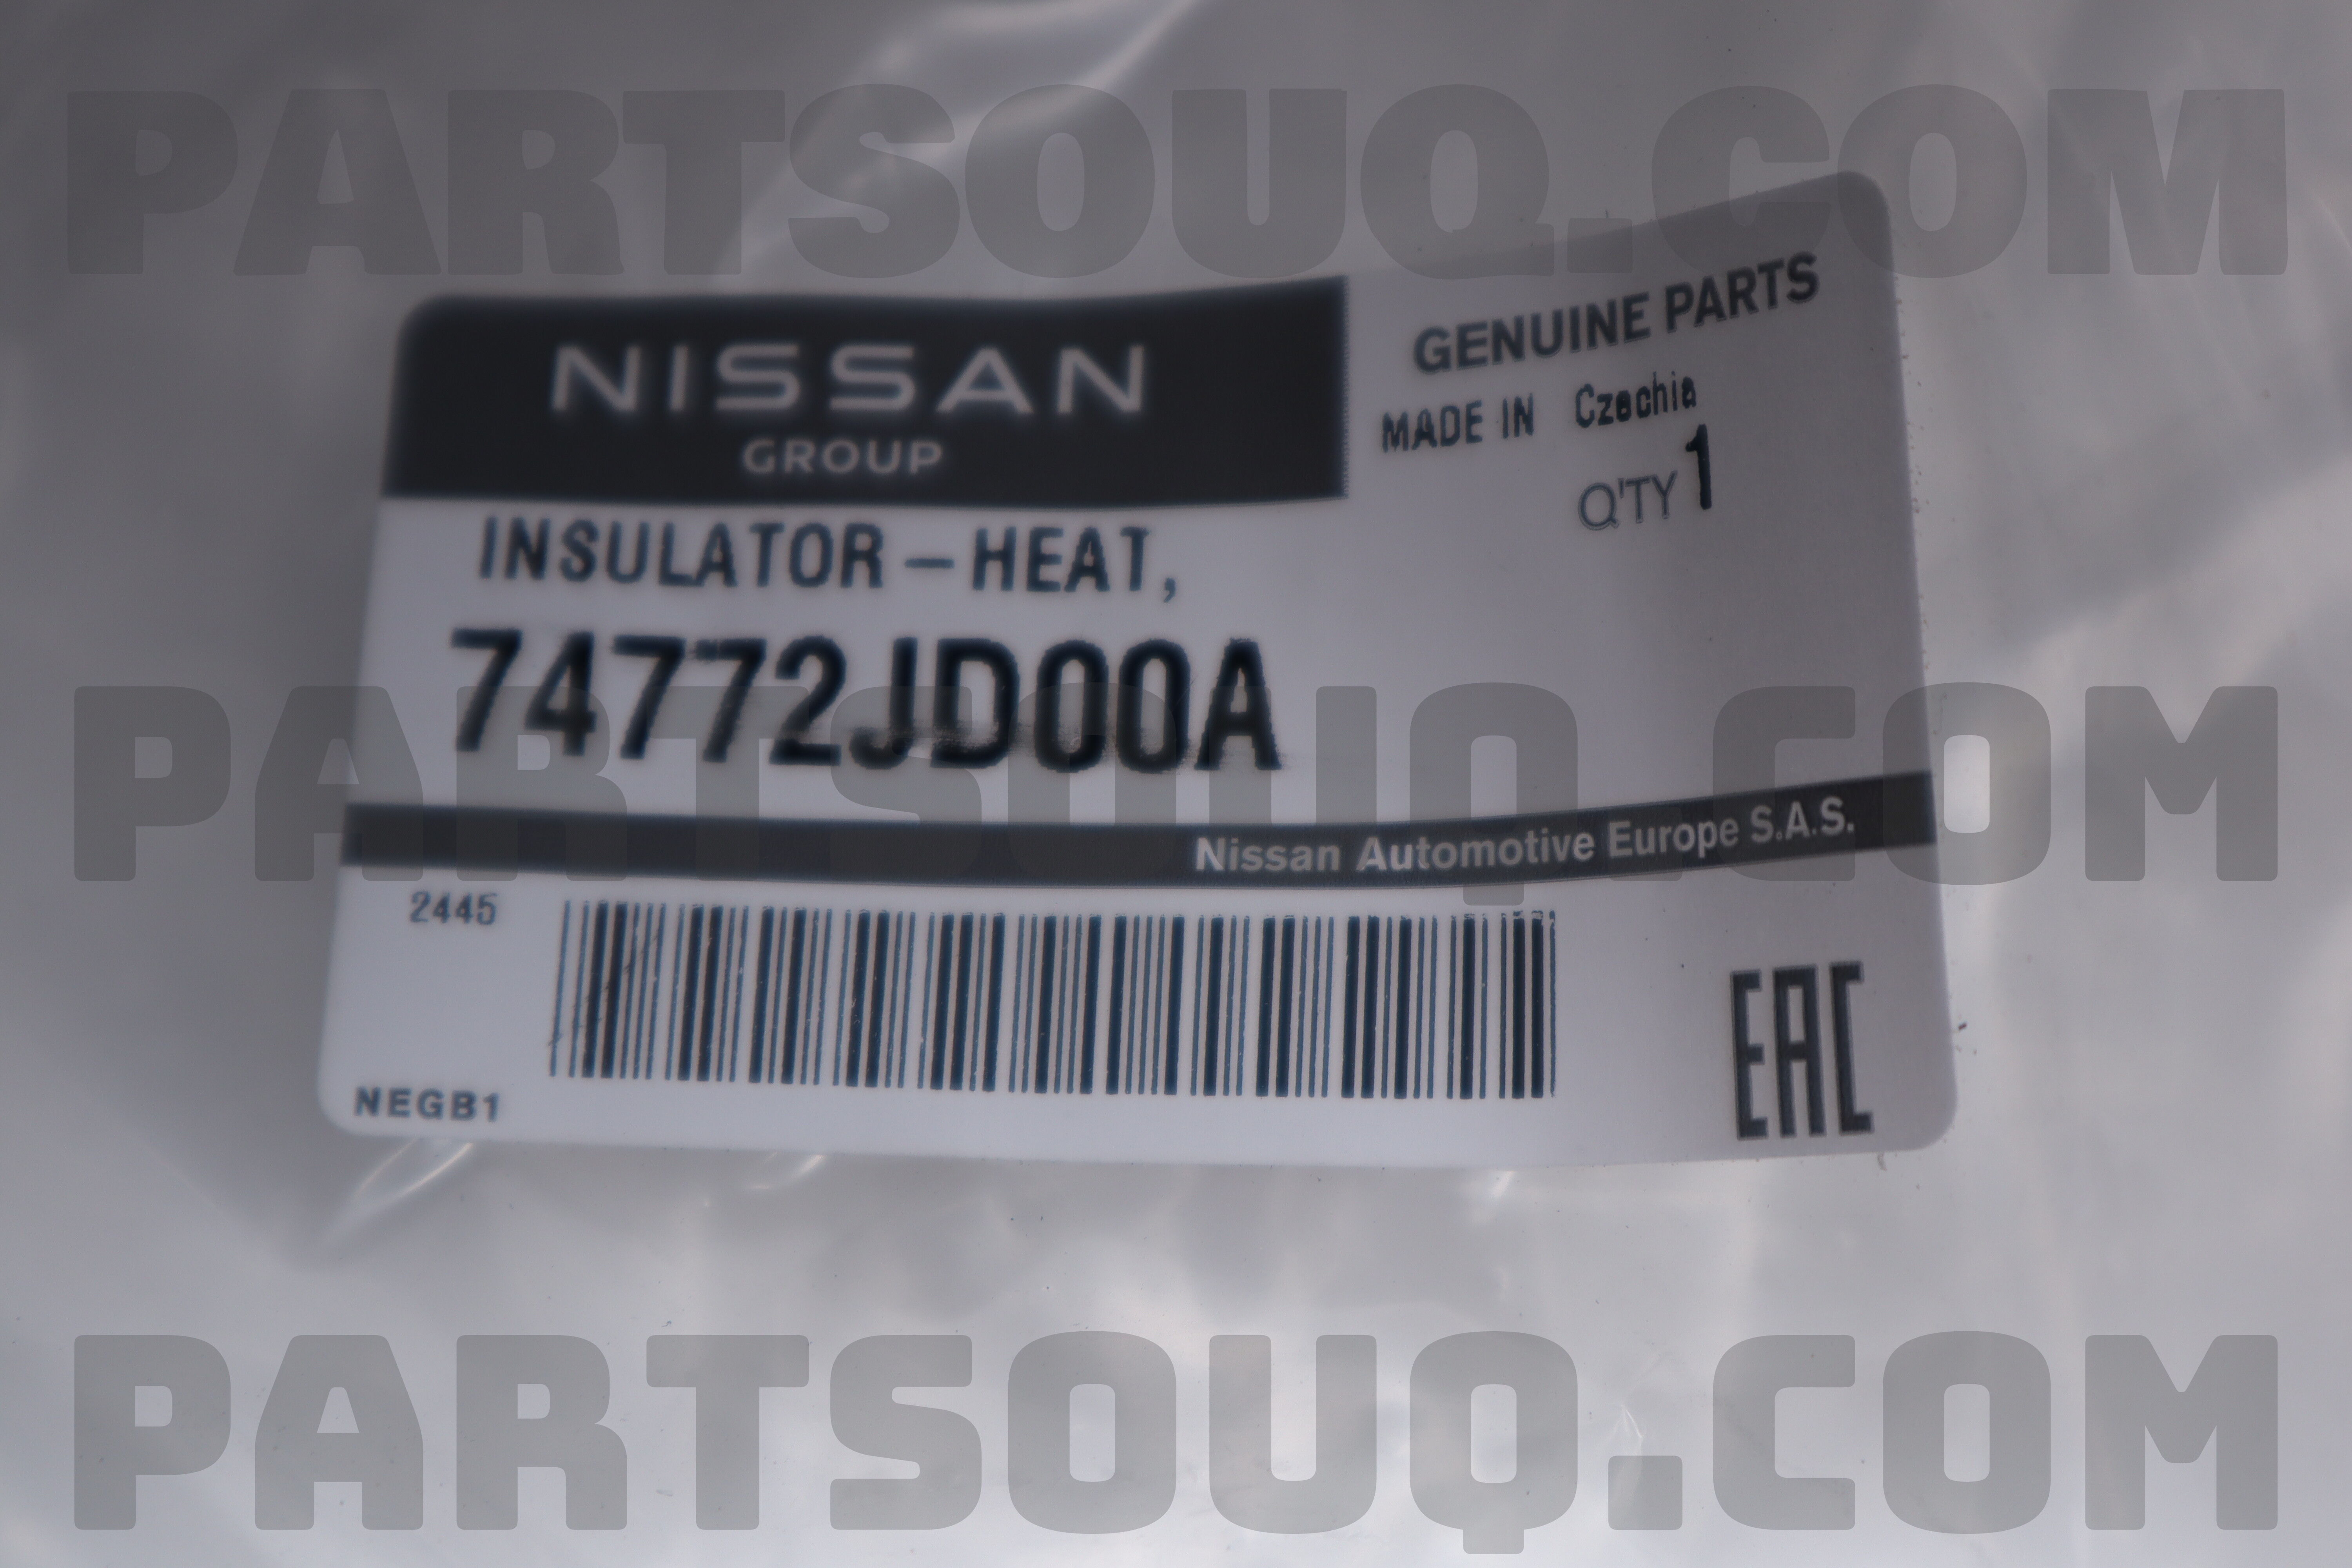 PARTSOUQ.COM
NISSAN
GROUP
GENUINE PARTS
MADE IN Czechia
Q'TY 1
INSULATOR-HEAT,
74772JD00A
PARTSOUQ.COM
Nissan Automotive Europe S.A.S.
2445
NEGB1
EAC
PARTSOUQ.COM